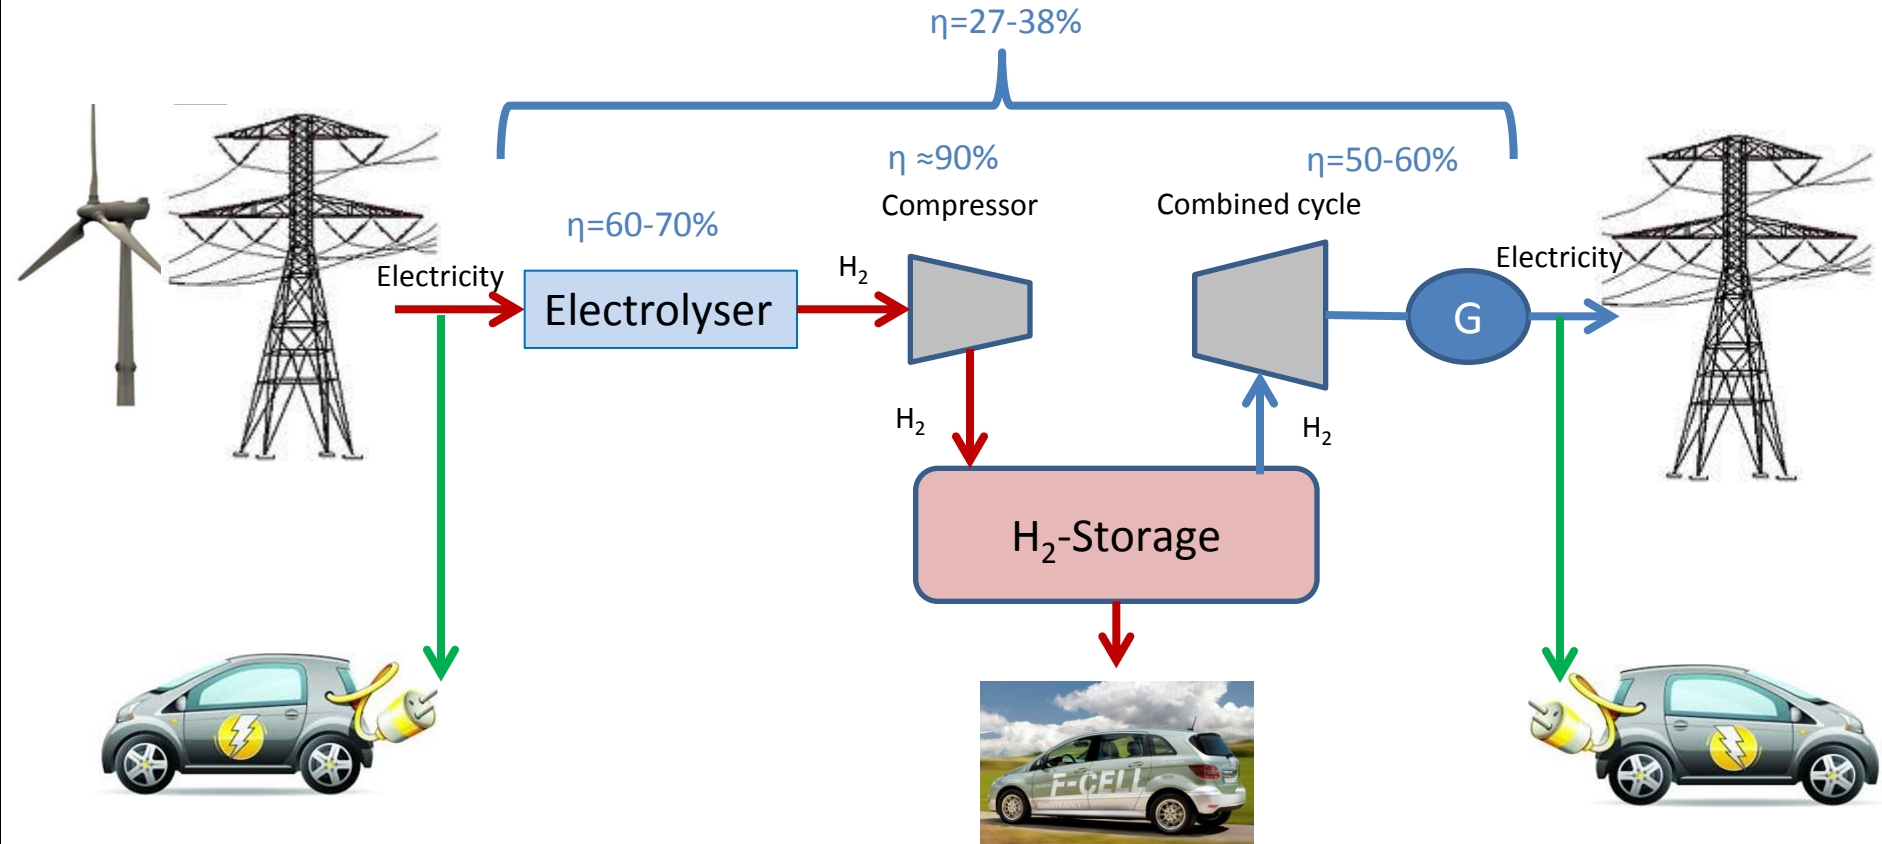 η=27-38%
η ≈90%
Compressor
η=50-60%
Combined cycle
η=60-70%
Electricity
Electrolyser
H₂
Electricity
G
H₂
H₂
H₂-Storage
F-CELL